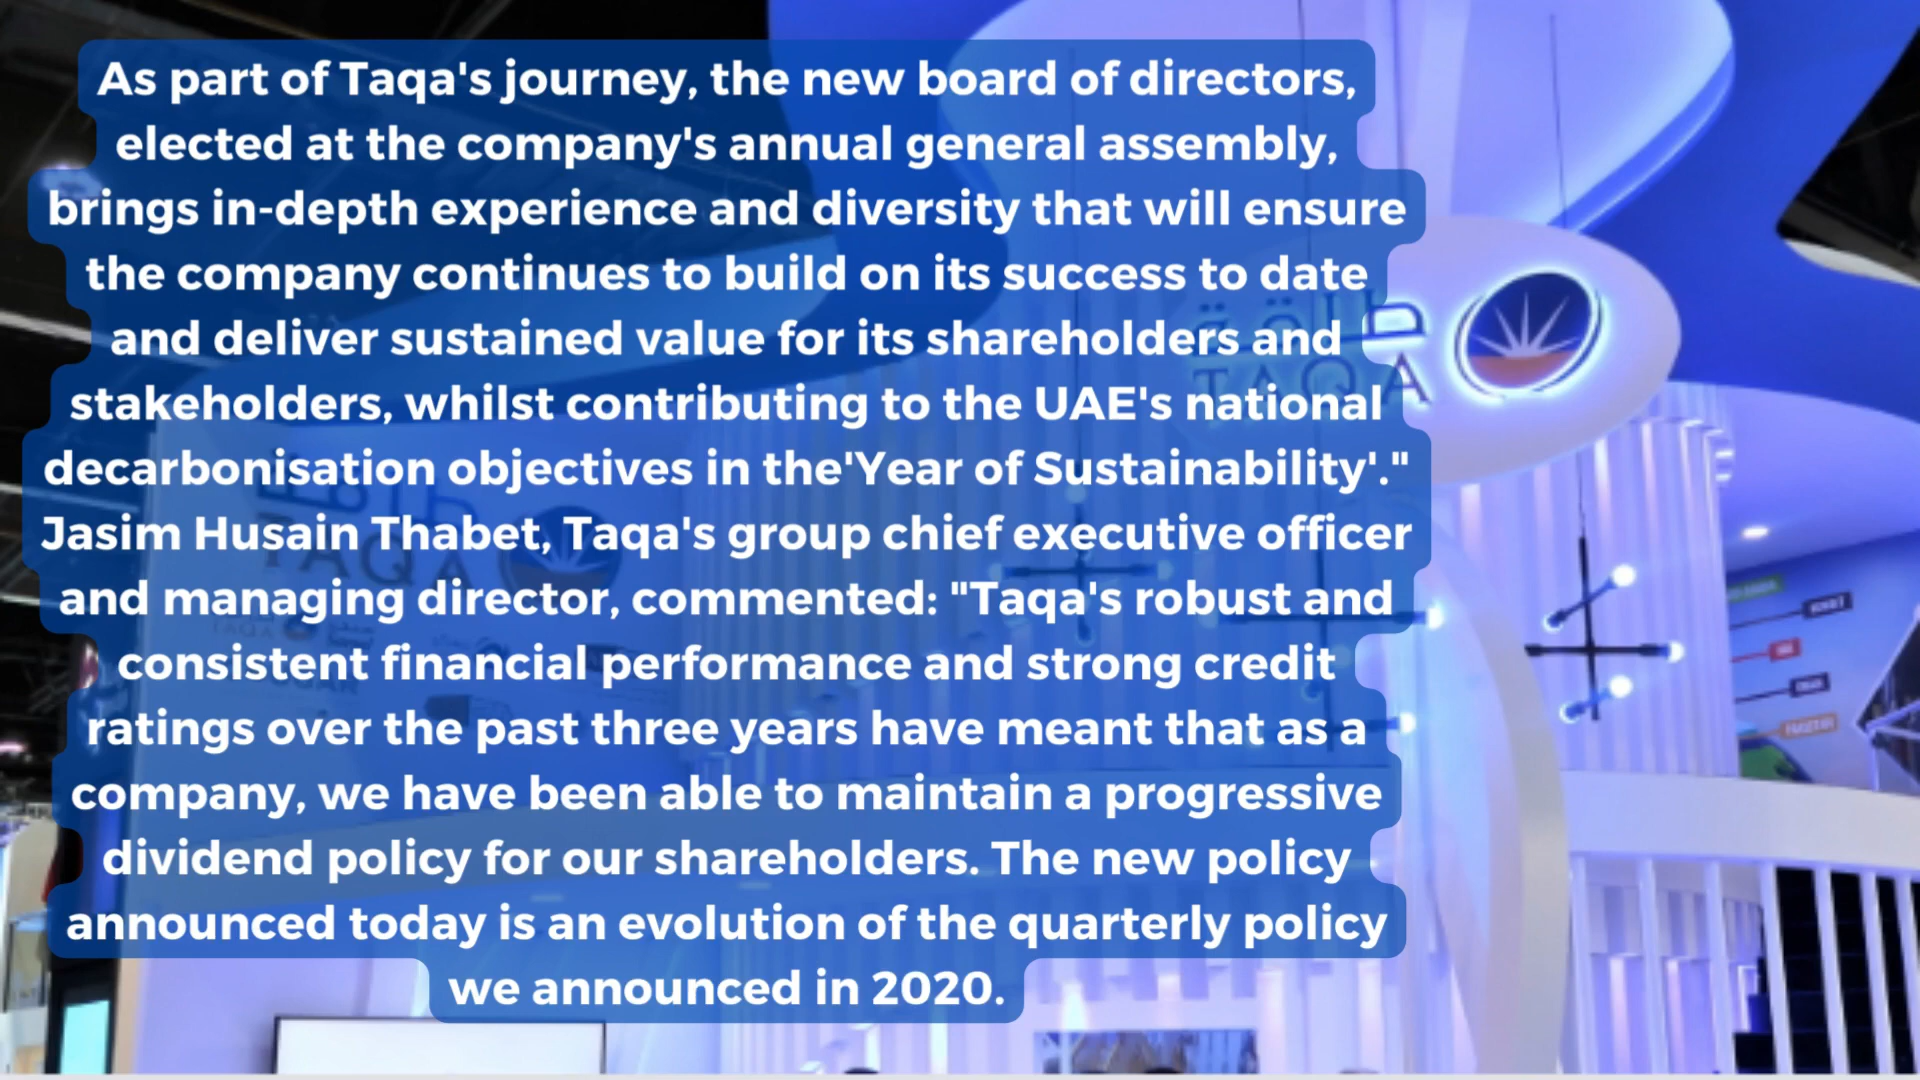 As part of Taqa's journey, the new board of directors,
elected at the company's annual general assembly,
brings in-depth experience and diversity that will ensure
the company continues to build on its success to date
and deliver sustained value for its shareholders and
stakeholders, whilst contributing to the UAE's national
decarbonisation objectives in the'Year of Sustainability'."
Jasim Husain Thabet, Taqa's group chief executive officer
and managing director, commented: "Taqa's robust and
consistent financial performance and strong credit
ratings over the past three years have meant that as a
company, we have been able to maintain a progressive
dividend policy for our shareholders. The new policy
announced today is an evolution of the quarterly policy
we announced in 2020.
طاقة
TAQA
طاقة
TAQA